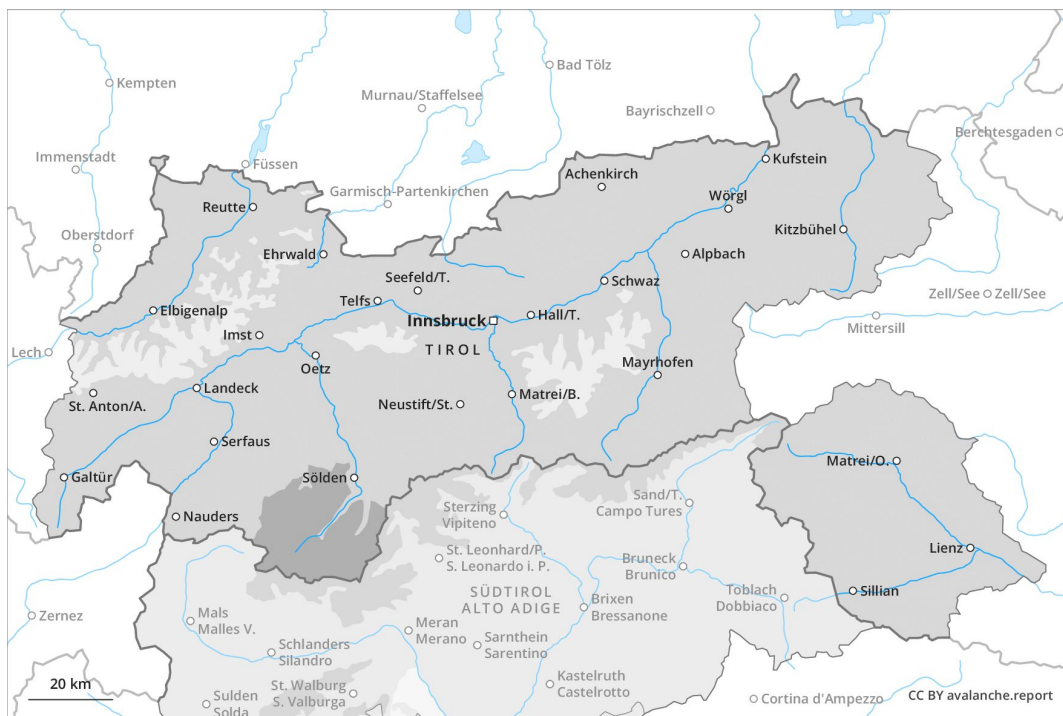 Kempten
Bad Tölz
Murnau/Staffelsee
Bayrischzell
Berchtesgaden
Immenstadt
Füssen
Kufstein
Achenkirch
Garmisch-Partenkirchen
Reutte
Wörgl
Oberstdorf
Kitzbühel
Ehrwald
Alpbach
Seefeld/T.
Schwaz
Zell/See
Zell/See
Telfs
Elbigenalp
Innsbruck
Hall/T.
Mittersill
Imst
TIROL
Lech
Oetz
Mayrhofen
Landeck
St. Anton/A.
Neustift/St.
Matrei/B.
Serfaus
Matrei/O.
Galtür
Sölden
Sand/T.
Campo Tures
Sterzing
Vipiteno
Nauders
Lienz
St. Leonhard/P.
S. Leonardo i. P.
Bruneck
Brunico
SÜDTIROL
ALTO ADIGE
Sillian
Toblach
Dobbiaco
Brixen
Bressanone
Zernez
Mals
Malles V.
Meran
Merano
Sarnthein
Sarentino
Schlanders
Silandro
Kastelruth
Castelrotto
20 km
St. Walburg
S. Valburga
Sulden
Solda
Cortina d'Ampezzo
CC BY avalanche.report